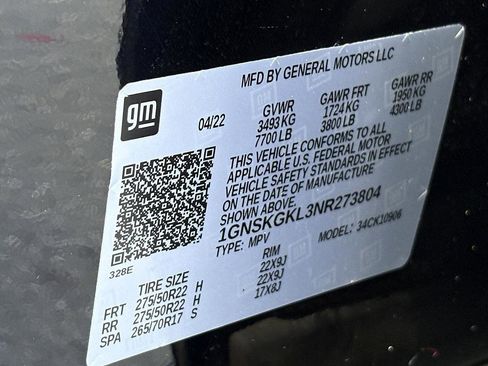 MFD BY GENERAL MOTORS LLC
gm
04/22
GVWR GAWR FRT GAWR RR
3493 KG 1724 KG 1950 KG
7700 LB 3800 LB 4300 LB
THIS VEHICLE CONFORMS TO ALL
APPLICABLE U.S. FEDERAL MOTOR
VEHICLE SAFETY STANDARDS IN EFFECT
ON THE DATE OF MANUFACTURE
SHOWN ABOVE.
1GNSKGKL3NR273804
TYPE: MPV MODEL: 34CK10906
328E
TIRE SIZE RIM
FRT 275/50R22 H 22X9J
RR 275/50R22 H 22X9J
SPA 265/70R17 S 17X8J